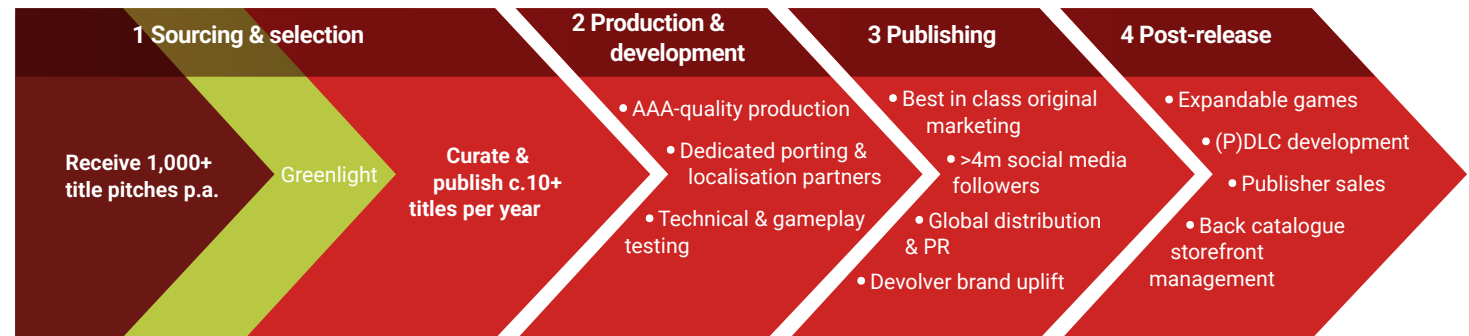 1 Sourcing & selection
Receive 1,000+
title pitches p.a.
Greenlight
Curate &
publish c.10+
titles per year
2 Production &
development
• AAA-quality production
• Dedicated porting &
localisation partners
• Technical & gameplay
testing
3 Publishing
• Best in class original
marketing
• >4m social media
followers
• Global distribution
& PR
• Devolver brand uplift
4 Post-release
• Expandable games
• (P)DLC development
• Publisher sales
• Back catalogue
storefront
management